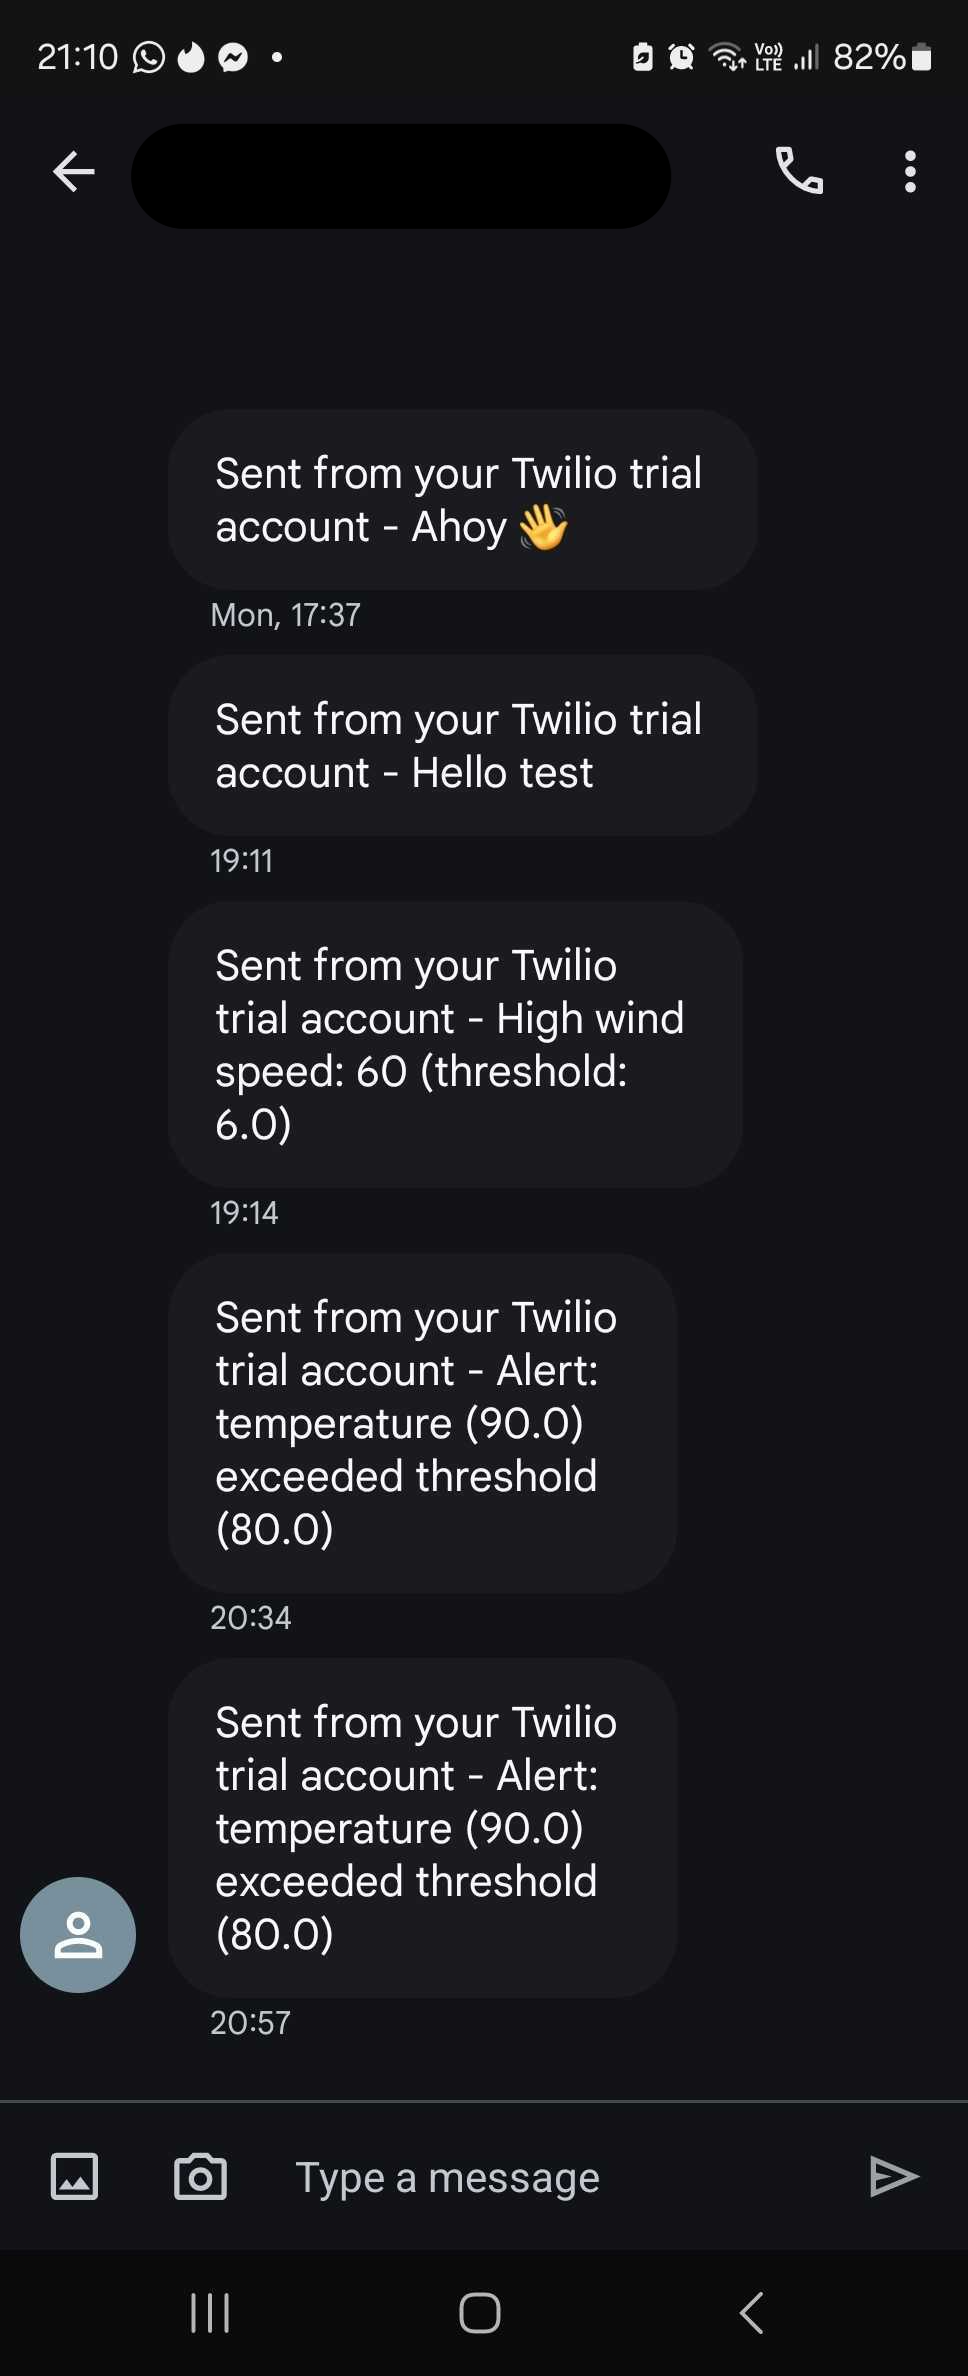 21:10 Vo)) LTE 82%
Sent from your Twilio trial
account - Ahoy 👋
Mon, 17:37
Sent from your Twilio trial
account - Hello test
19:11
Sent from your Twilio
trial account - High wind
speed: 60 (threshold:
6.0)
19:14
Sent from your Twilio
trial account - Alert:
temperature (90.0)
exceeded threshold
(80.0)
20:34
Sent from your Twilio
trial account - Alert:
temperature (90.0)
exceeded threshold
(80.0)
20:57
Type a message